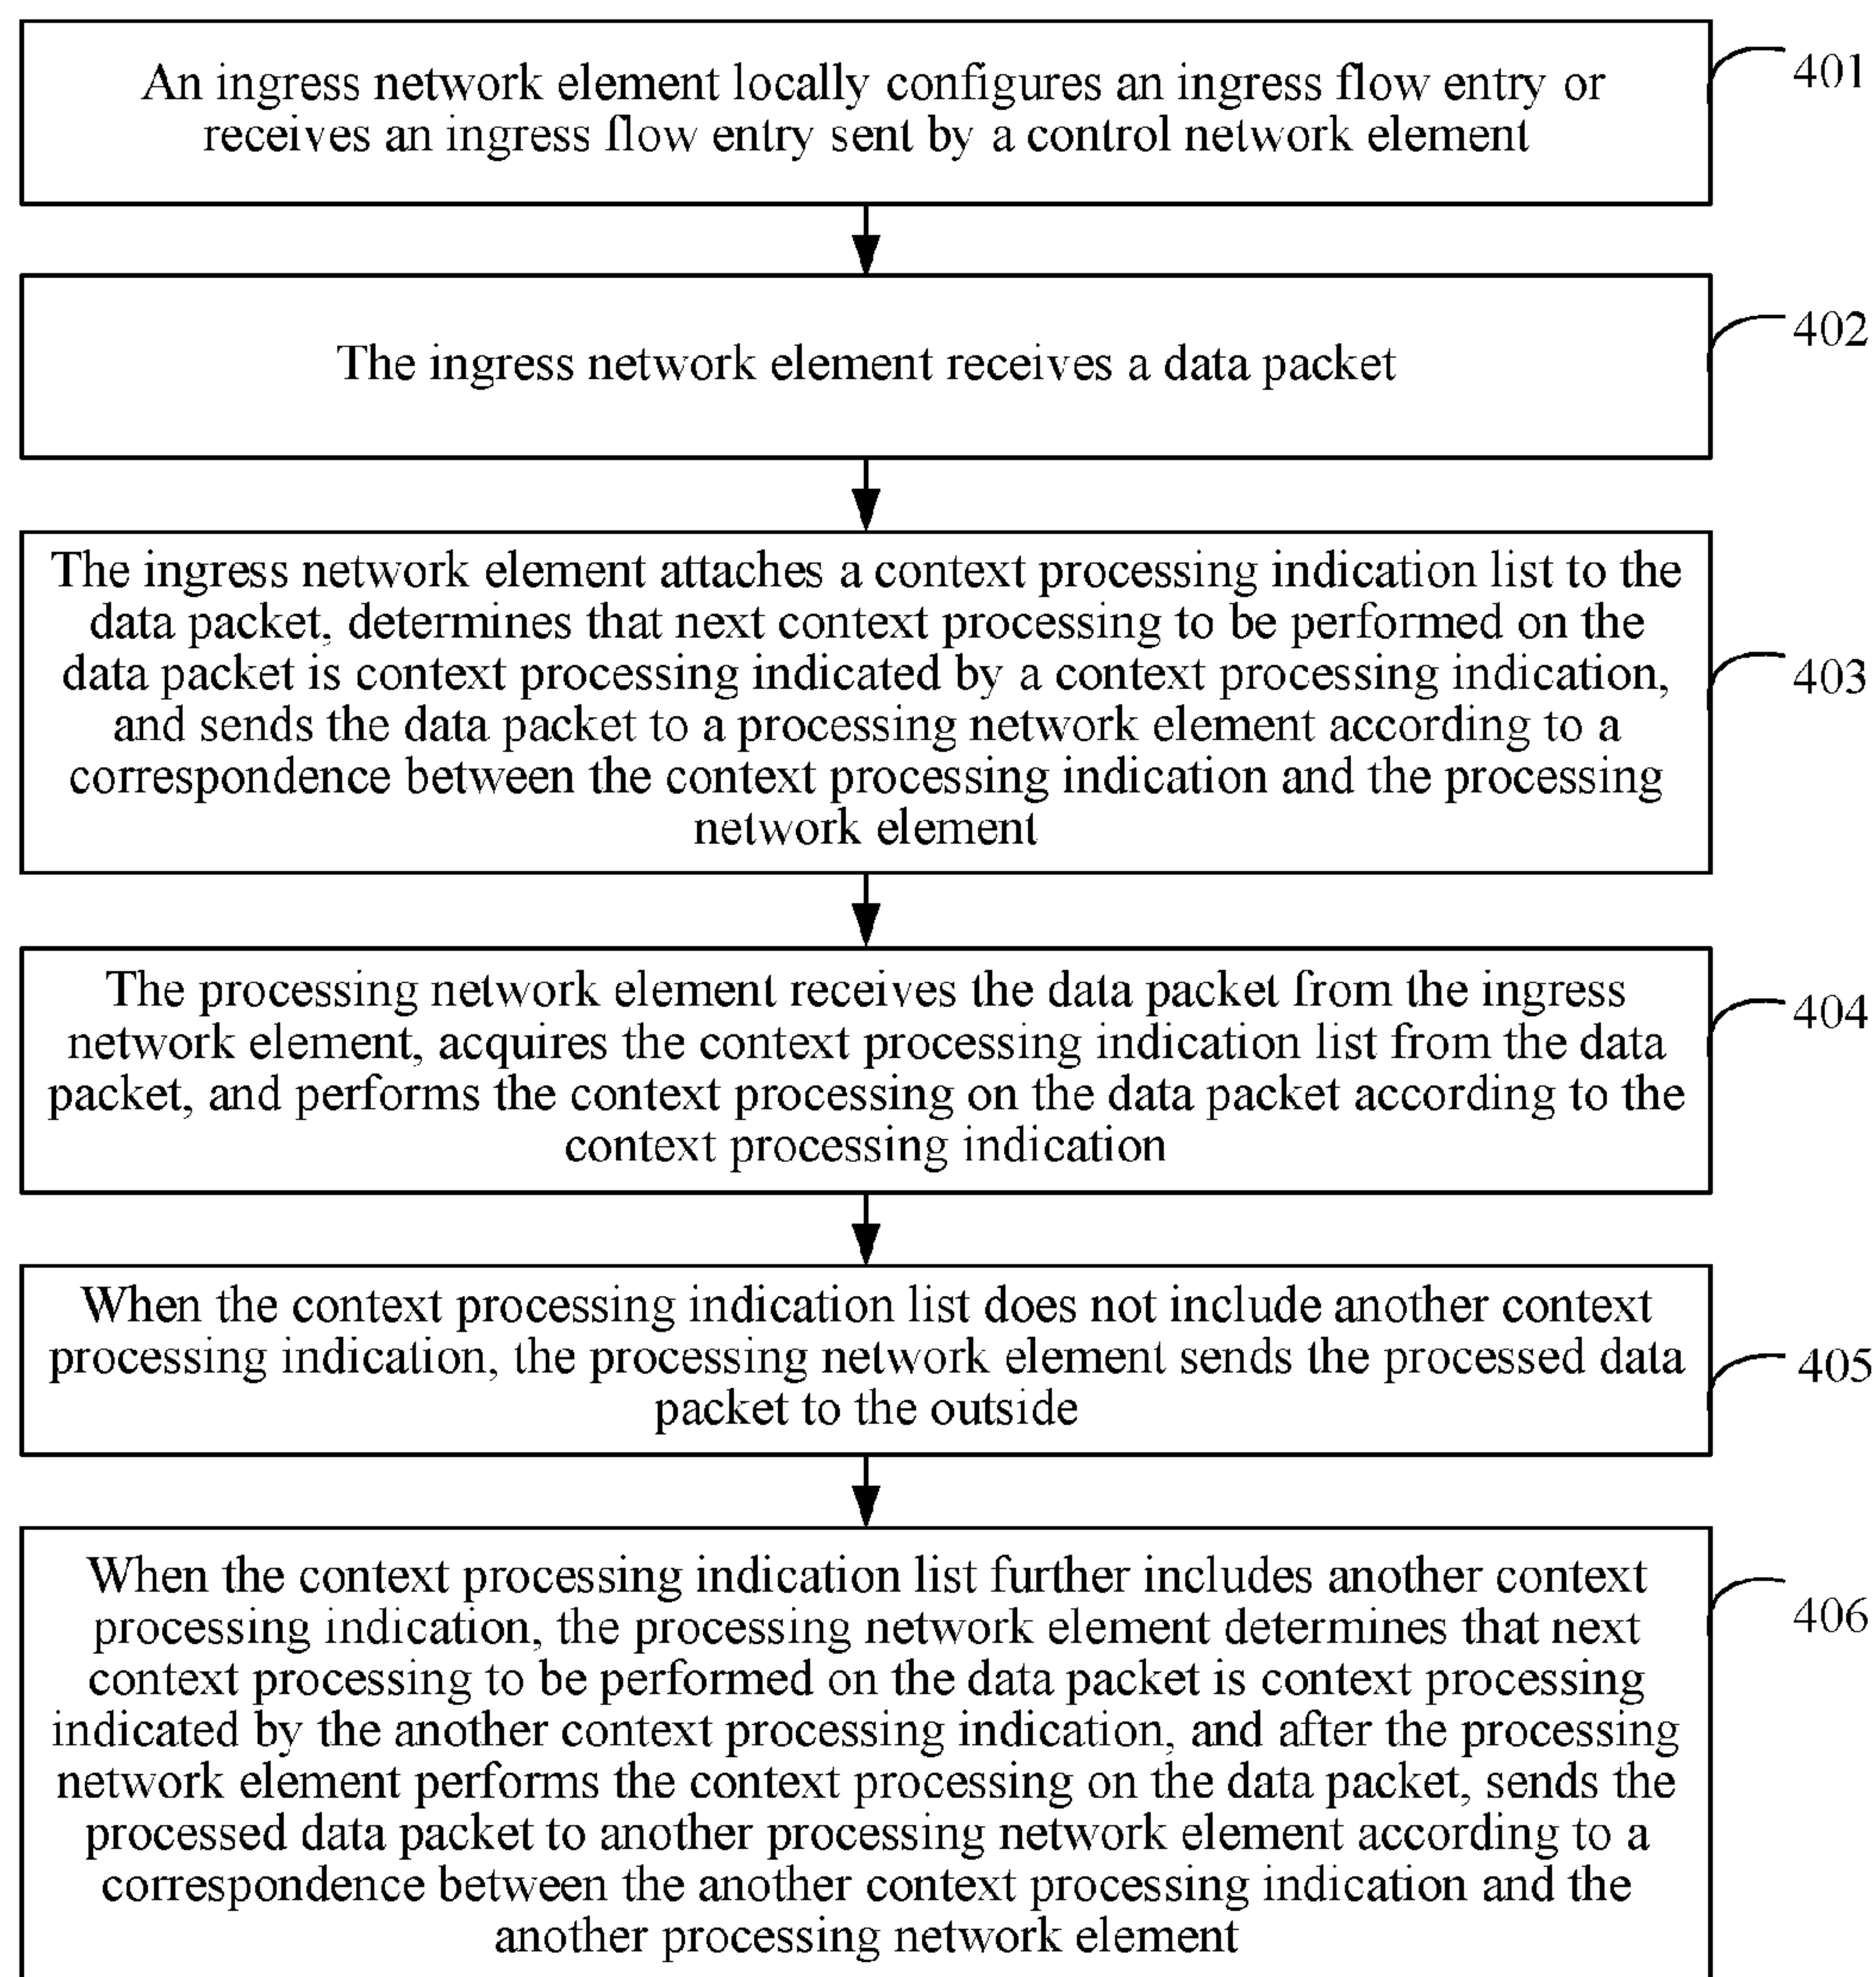 An ingress network element locally configures an ingress flow entry or
receives an ingress flow entry sent by a control network element
401
The ingress network element receives a data packet
402
The ingress network element attaches a context processing indication list to the
data packet, determines that next context processing to be performed on the
data packet is context processing indicated by a context processing indication,
and sends the data packet to a processing network element according to a
correspondence between the context processing indication and the processing
network element
403
The processing network element receives the data packet from the ingress
network element, acquires the context processing indication list from the data
packet, and performs the context processing on the data packet according to the
context processing indication
404
When the context processing indication list does not include another context
processing indication, the processing network element sends the processed data
packet to the outside
405
When the context processing indication list further includes another context
processing indication, the processing network element determines that next
context processing to be performed on the data packet is context processing
indicated by the another context processing indication, and after the processing
network element performs the context processing on the data packet, sends the
processed data packet to another processing network element according to a
correspondence between the another context processing indication and the
another processing network element
406